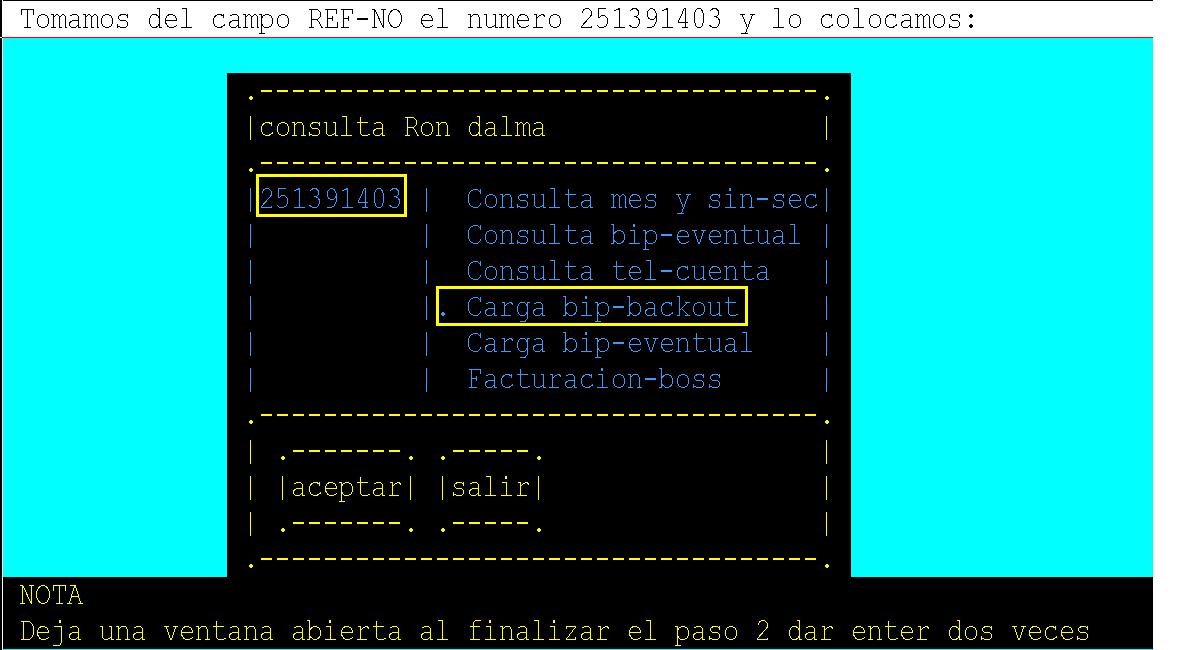 Tomamos del campo REF-NO el numero 251391403 y lo colocamos:
.-----------------------------------.
|consulta Ron dalma                 |
.-----------------------------------.
|251391403 |  Consulta mes y sin-sec|
|          |  Consulta bip-eventual |
|          |  Consulta tel-cuenta   |
|          |. Carga bip-backout     |
|          |  Carga bip-eventual    |
|          |  Facturacion-boss      |
.-----------------------------------.
| .-------. .-----.                 |
| |aceptar| |salir|                 |
| .-------. .-----.                 |
.-----------------------------------.
NOTA
Deja una ventana abierta al finalizar el paso 2 dar enter dos veces